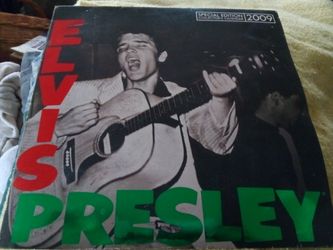 SPECIAL EDITION
2009
ELVIS
PRESLEY